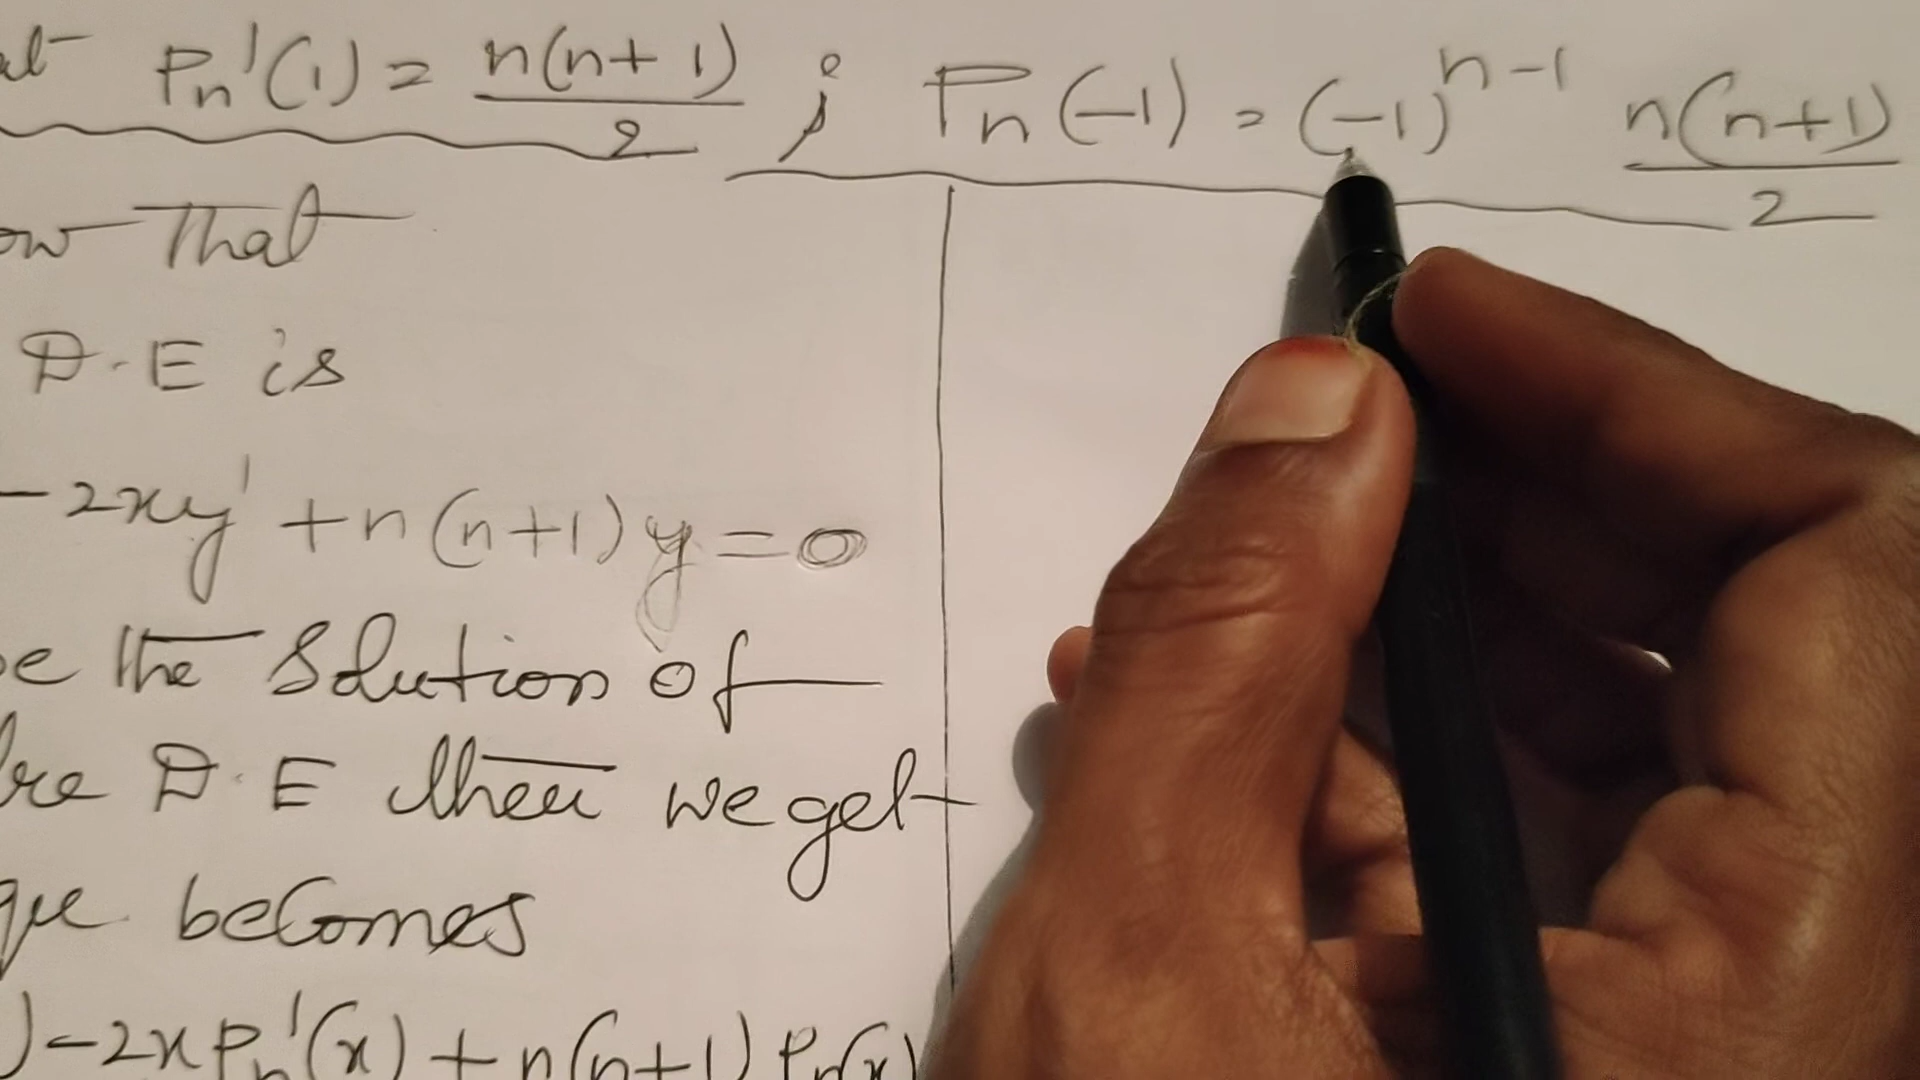 Pn'(1) = n(n+1)/2 ; Pn(-1) = (-1)^n-1 n(n+1)/2
That
D.E is
-2xy' + n(n+1)y = 0
the Solution of
D.E then we get
becomes
)-2xPn'(x) + n(n+1) Pn(x)